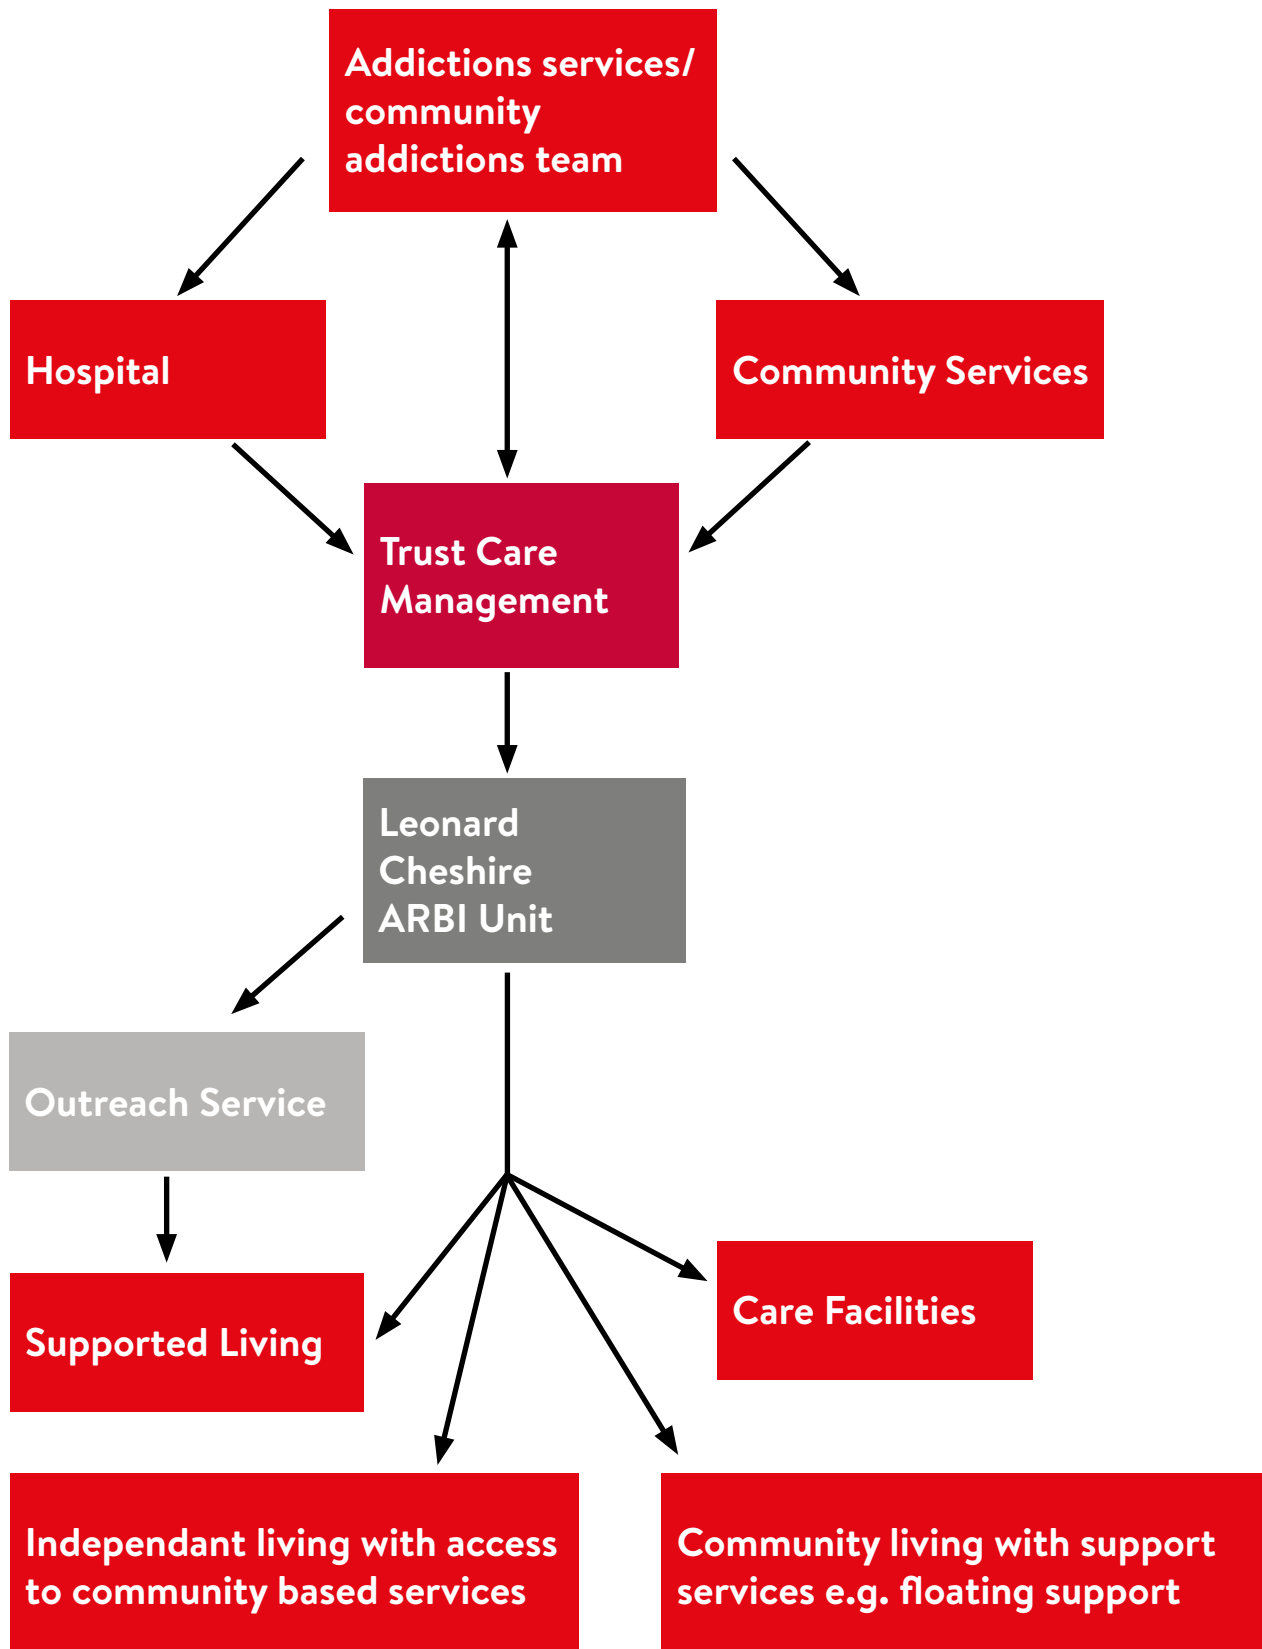 Addictions services/
community
addictions team
Hospital
Community Services
Trust Care
Management
Leonard
Cheshire
ARBI Unit
Outreach Service
Supported Living
Care Facilities
Independant living with access
to community based services
Community living with support
services e.g. floating support